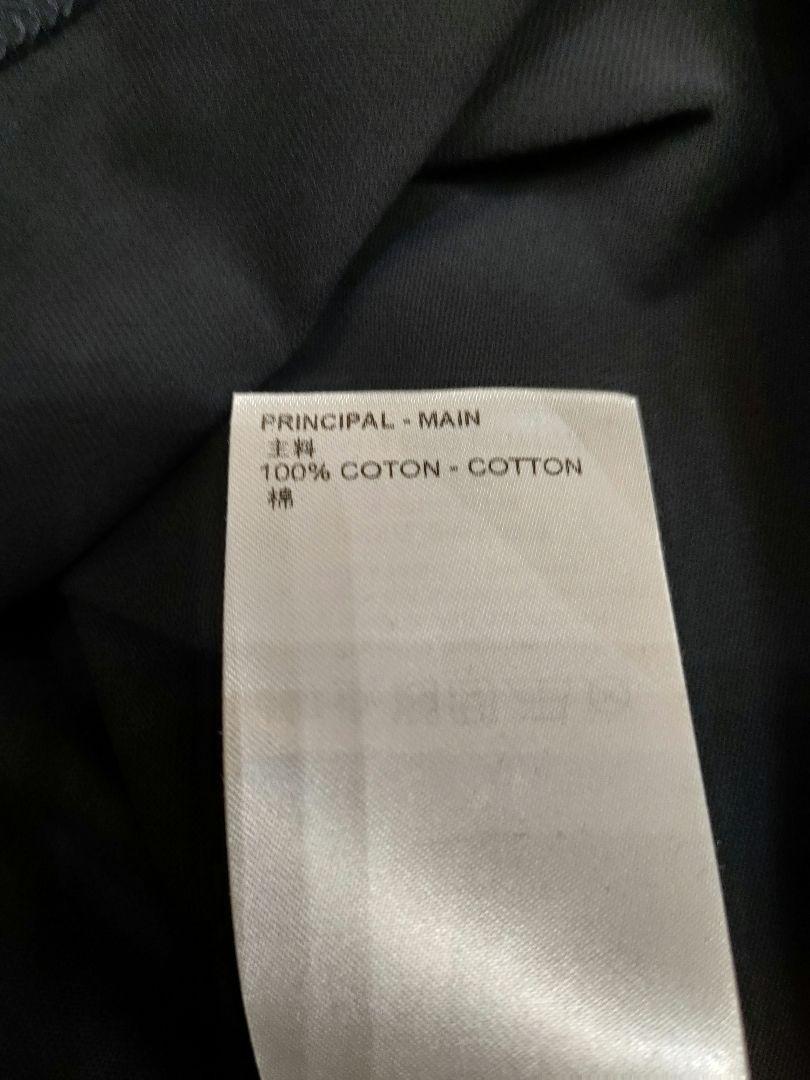 PRINCIPAL - MAIN
主料
100% COTON - COTTON
棉